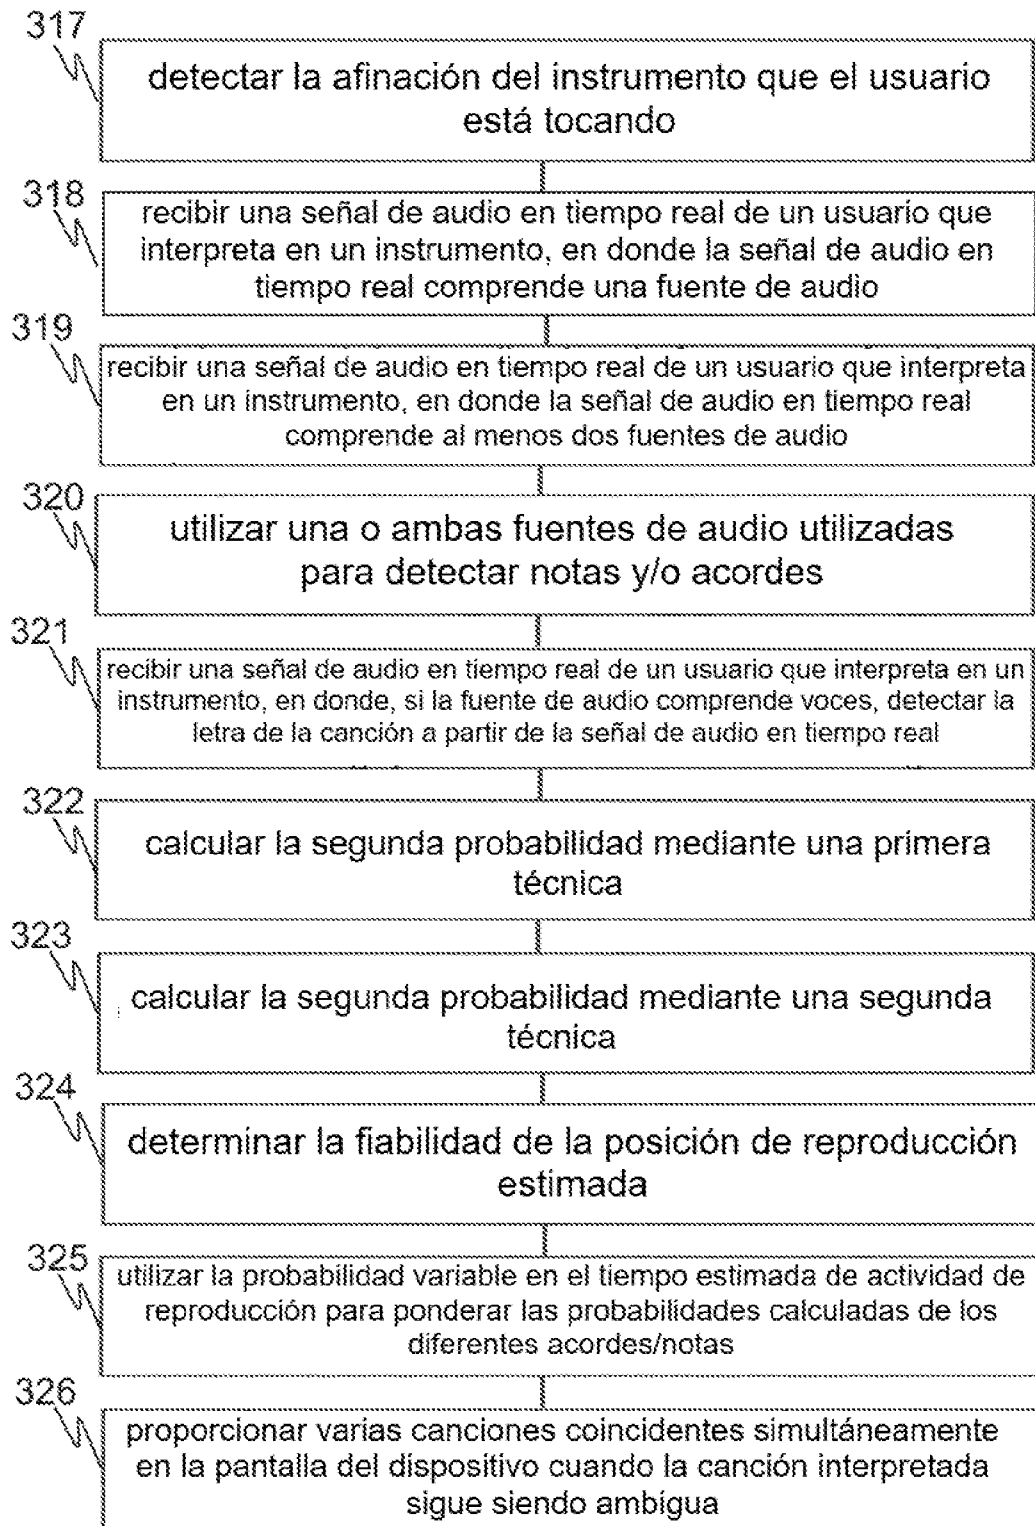 317
detectar la afinación del instrumento que el usuario
está tocando
318
recibir una señal de audio en tiempo real de un usuario que
interpreta en un instrumento, en donde la señal de audio en
tiempo real comprende una fuente de audio
319
recibir una señal de audio en tiempo real de un usuario que interpreta
en un instrumento, en donde la señal de audio en tiempo real
comprende al menos dos fuentes de audio
320
utilizar una o ambas fuentes de audio utilizadas
para detectar notas y/o acordes
321
recibir una señal de audio en tiempo real de un usuario que interpreta en un
instrumento, en donde, si la fuente de audio comprende voces, detectar la
letra de la canción a partir de la señal de audio en tiempo real
322
calcular la segunda probabilidad mediante una primera
técnica
323
calcular la segunda probabilidad mediante una segunda
técnica
324
determinar la fiabilidad de la posición de reproducción
estimada
325
utilizar la probabilidad variable en el tiempo estimada de actividad de
reproducción para ponderar las probabilidades calculadas de los
diferentes acordes/notas
326
proporcionar varias canciones coincidentes simultáneamente
en la pantalla del dispositivo cuando la canción interpretada
sigue siendo ambígua